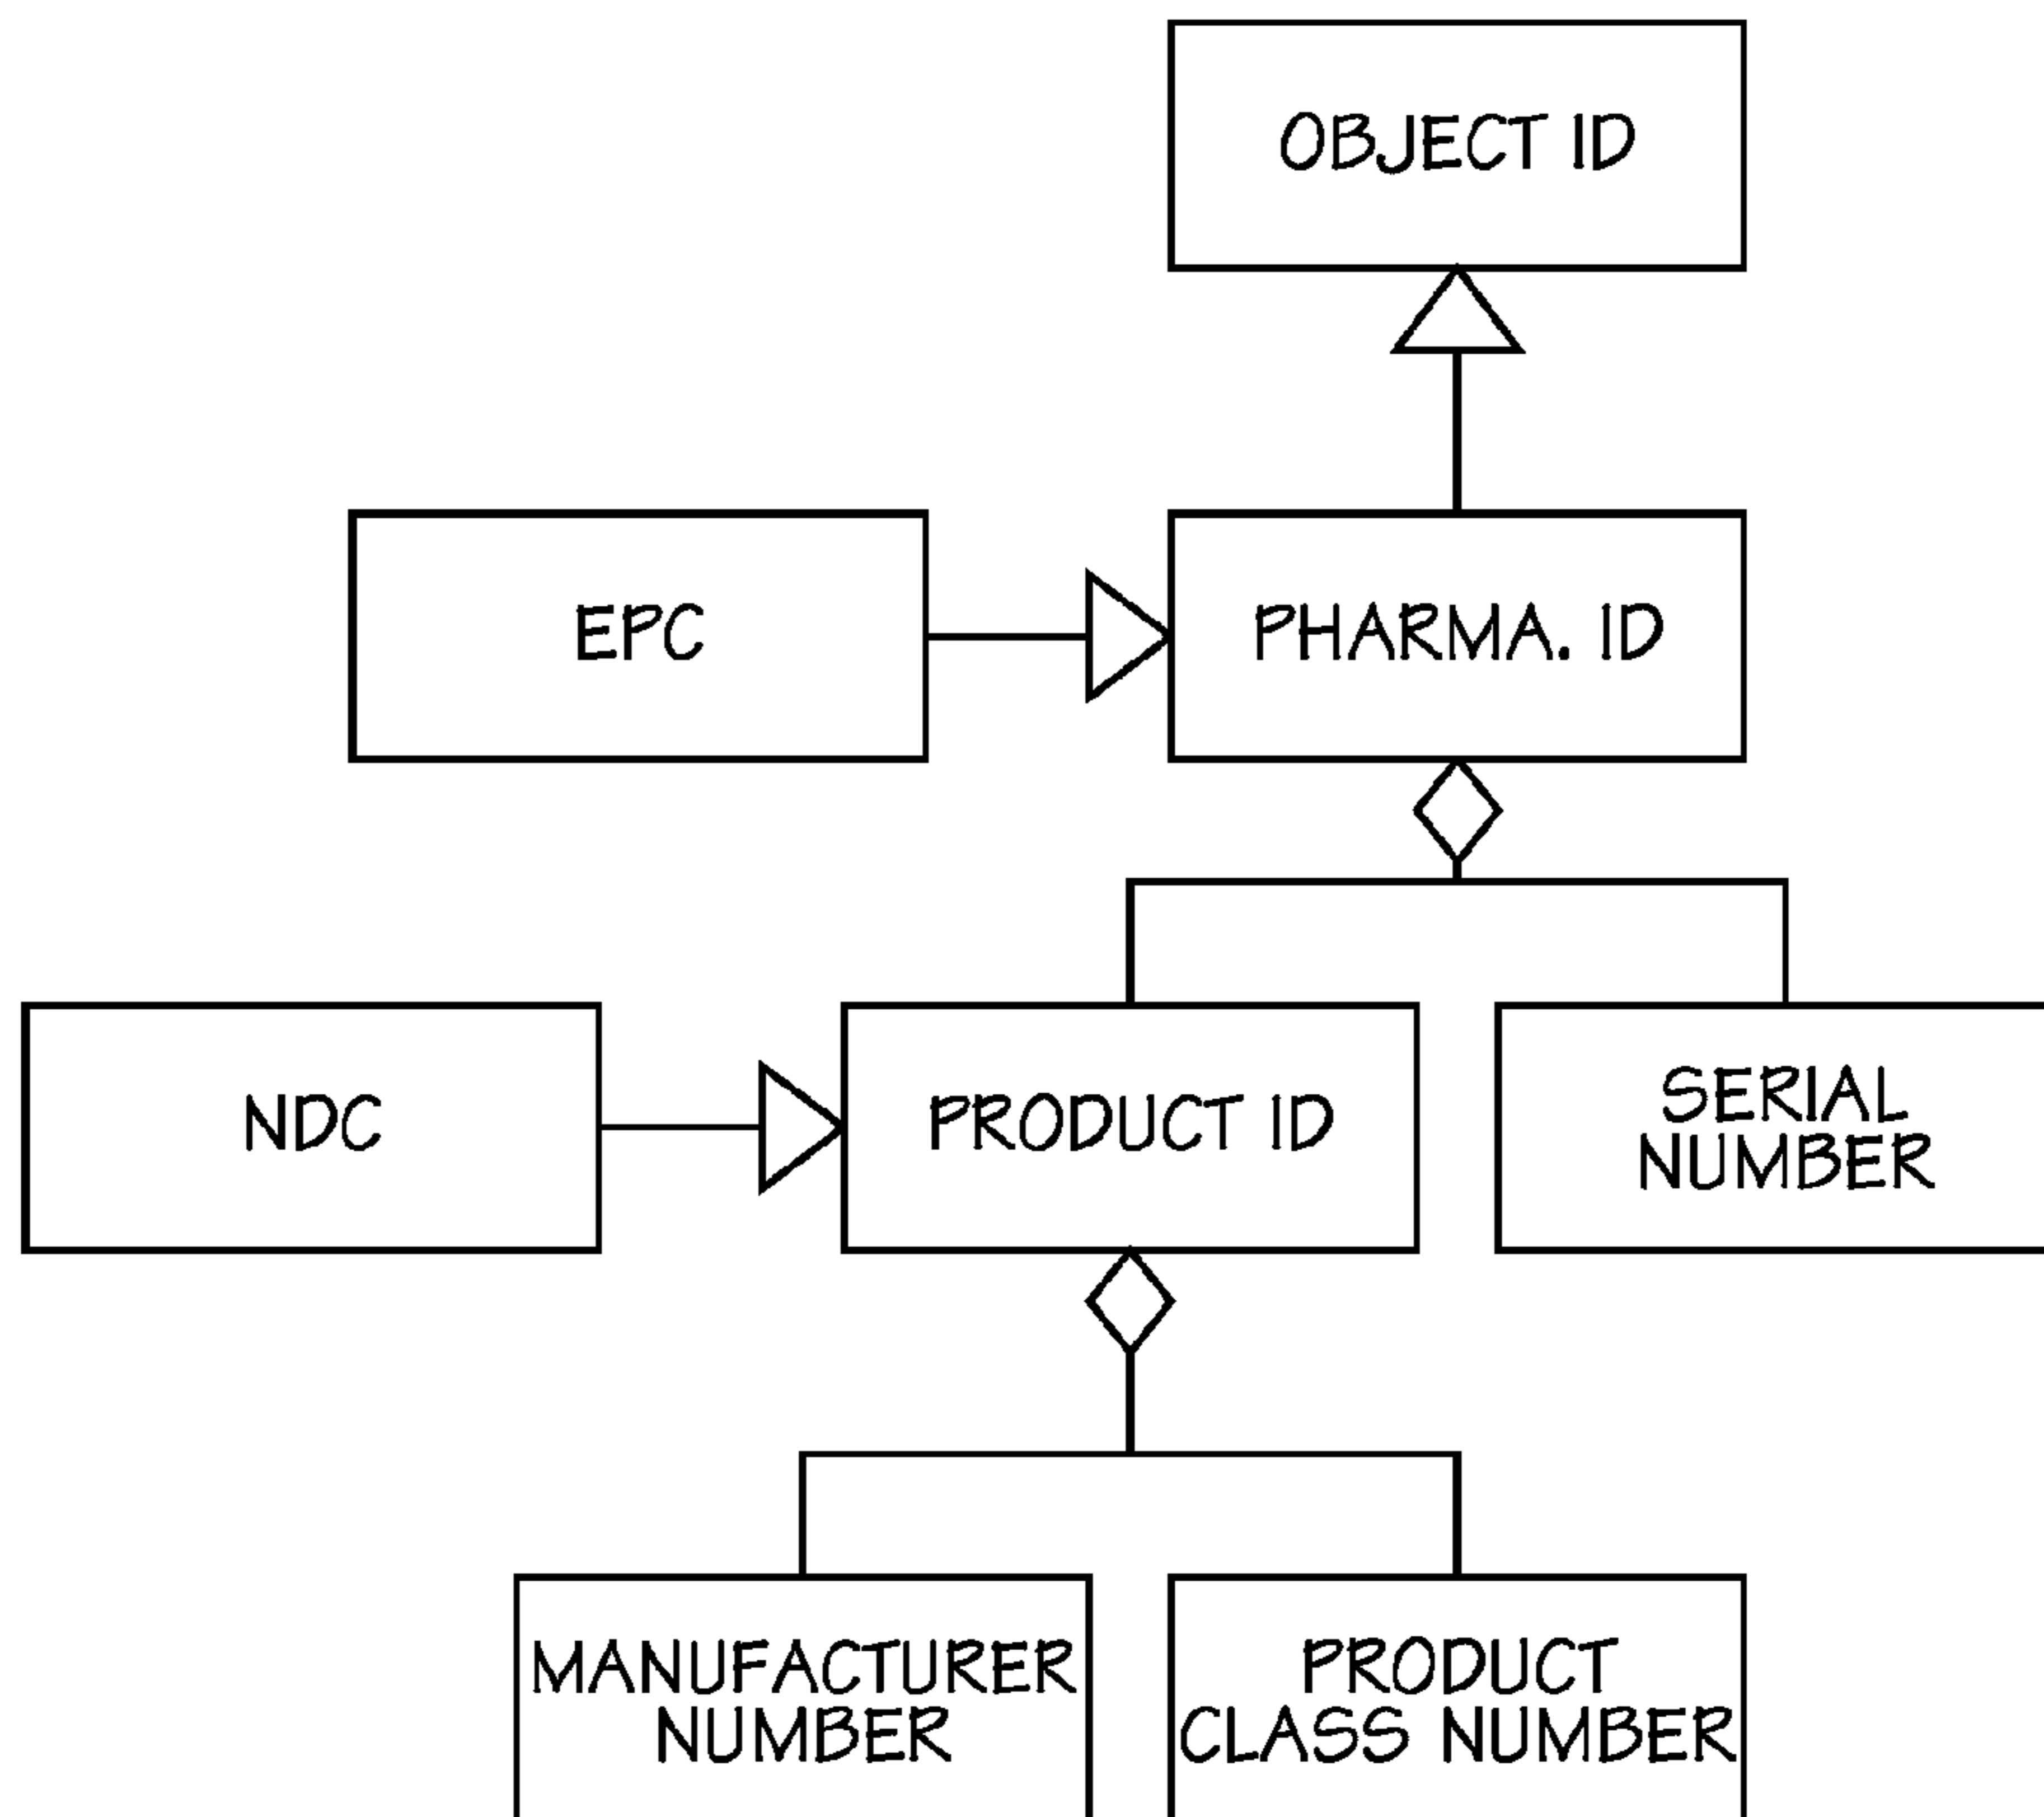 OBJECT ID
EPC
PHARMA. ID
NDC
PRODUCT ID
SERIAL
NUMBER
MANUFACTURER
NUMBER
PRODUCT
CLASS NUMBER